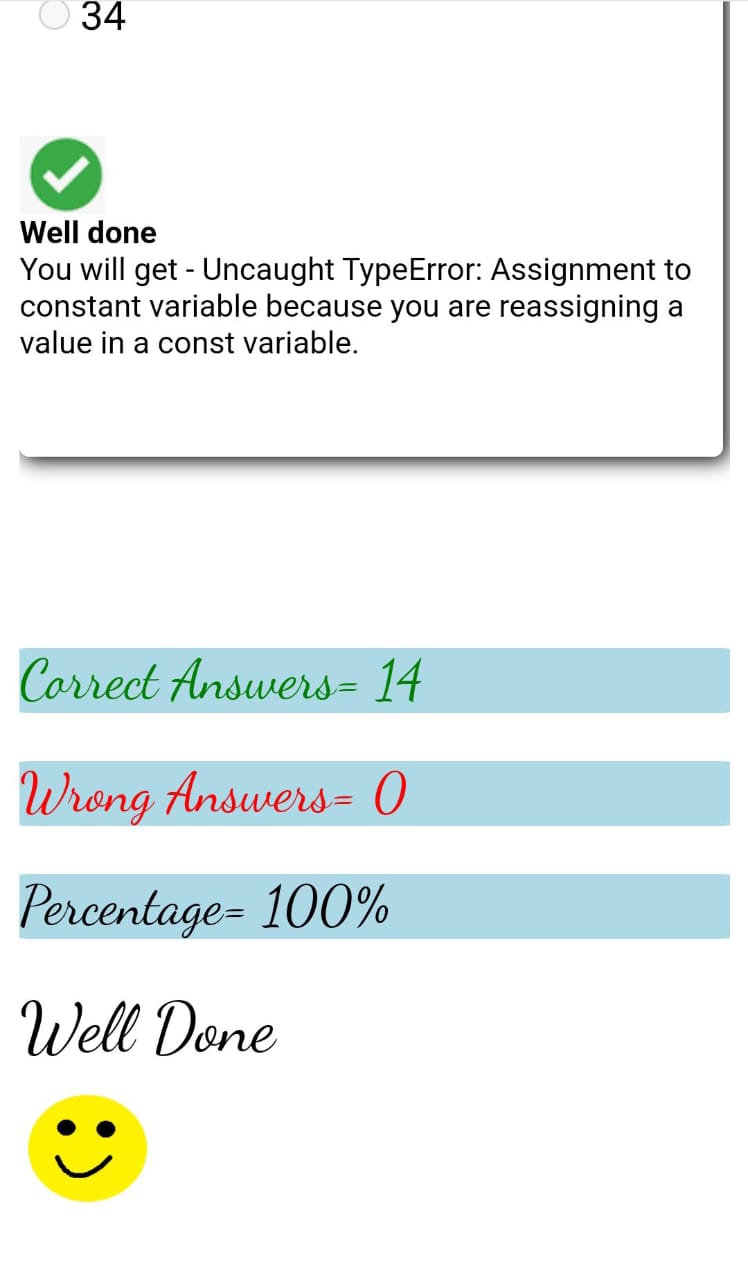 34
Well done
You will get - Uncaught TypeError: Assignment to
constant variable because you are reassigning a
value in a const variable.
Correct Answers= 14
Wrong Answers= 0
Percentage= 100%
Well Done